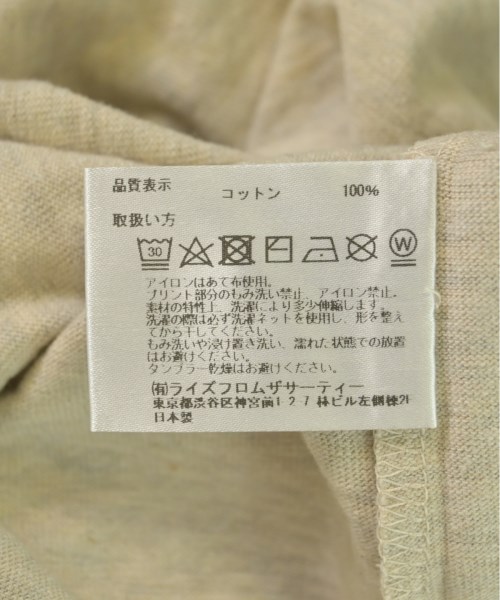 品質表示 コットン 100%
取扱い方
30 W
アイロンはあて布使用。
プリント部分のもみ洗い禁止、アイロン禁止。
素材の特性上、洗濯により多少伸縮します。
洗濯の際は必ず洗濯ネットを使用し、形を整え
てから干してください。
もみ洗いや浸け置き洗い、濡れた状態での放置
はお避けください。
タンブラー乾燥はお避けください。
㈲ライズフロムザサーティー
東京都渋谷区神宮前1-2-7 林ビル左側棟2F
日本製